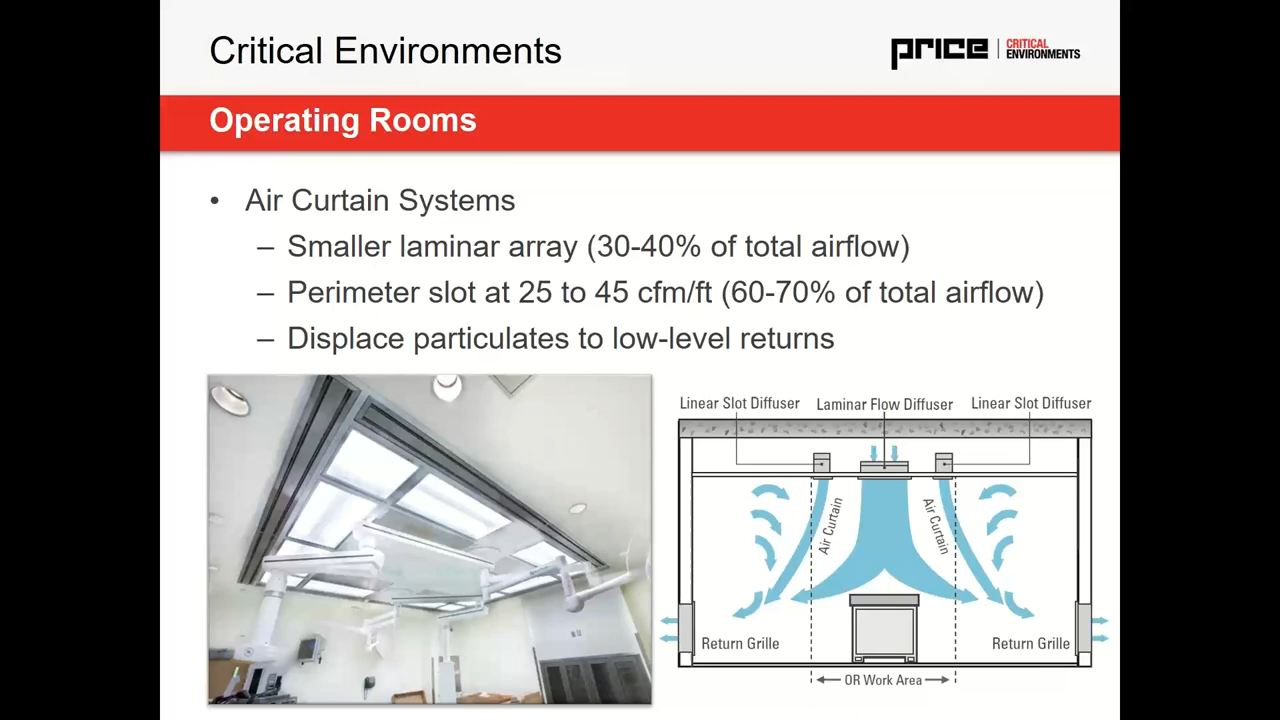 Critical Environments
price | CRITICAL
ENVIRONMENTS
Operating Rooms
• Air Curtain Systems
– Smaller laminar array (30-40% of total airflow)
– Perimeter slot at 25 to 45 cfm/ft (60-70% of total airflow)
– Displace particulates to low-level returns
Linear Slot Diffuser Laminar Flow Diffuser Linear Slot Diffuser
Air Curtain Air Curtain
Return Grille Return Grille
OR Work Area